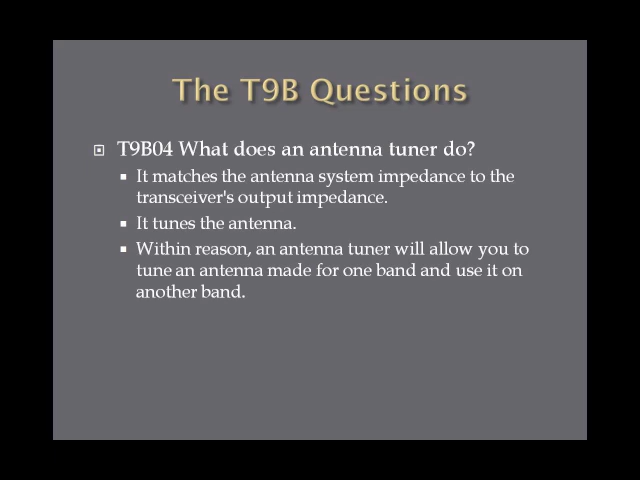 The T9B Questions
T9B04 What does an antenna tuner do?
It matches the antenna system impedance to the
transceiver's output impedance.
It tunes the antenna.
Within reason, an antenna tuner will allow you to
tune an antenna made for one band and use it on
another band.